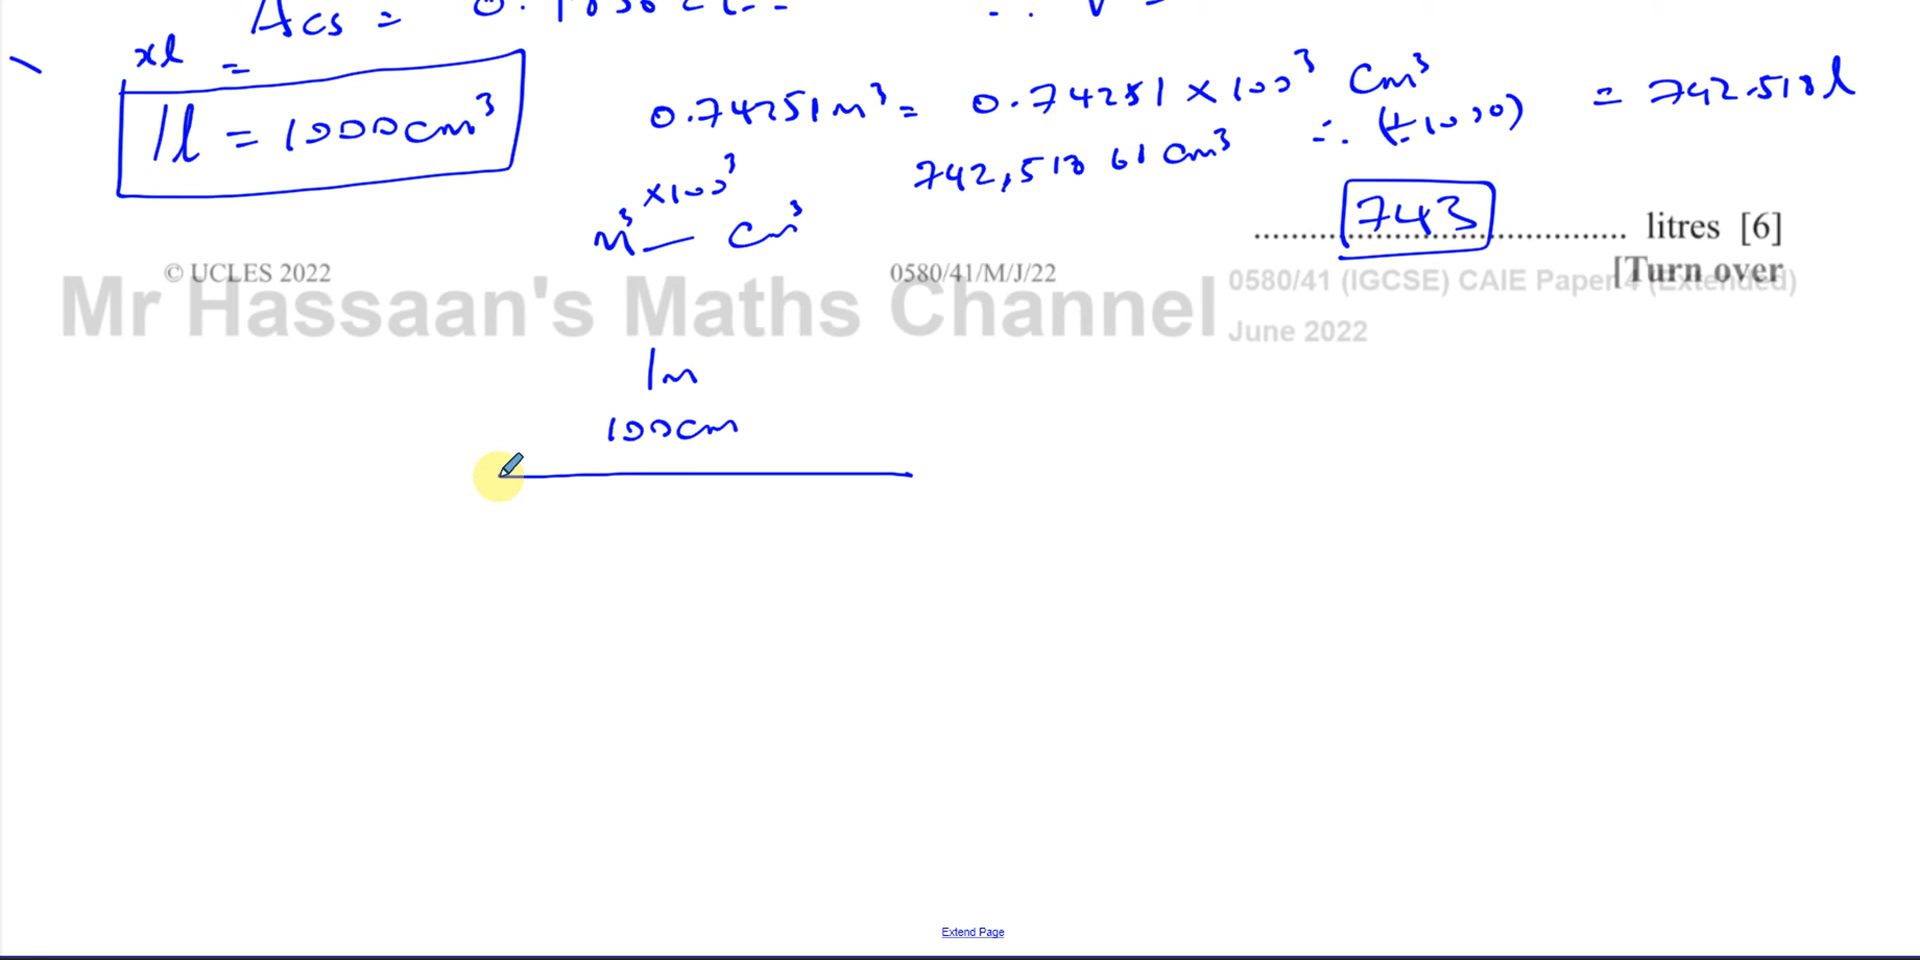 Acs =
xl =
1l = 1000cm³
0.74251m³ = 0.74251 × 100³ cm³
= 742.518l
742,518 61 cm³ ∴ (÷1000)
×100³
m³ — cm³
743 litres [6]
© UCLES 2022 0580/41/M/J/22 [Turn over
Mr Hassaan's Maths Channel
0580/41 (IGCSE) CAIE Paper 4 (Extended)
June 2022
1m
100cm
Extend Page